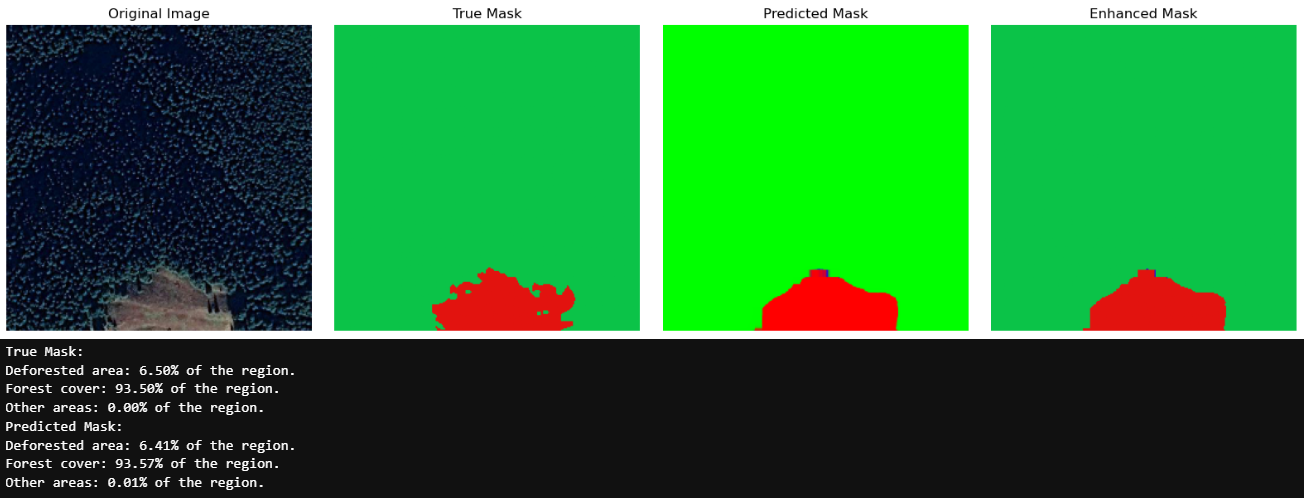 Original Image
True Mask
Predicted Mask
Enhanced Mask
True Mask:
Deforested area: 6.50% of the region.
Forest cover: 93.50% of the region.
Other areas: 0.00% of the region.
Predicted Mask:
Deforested area: 6.41% of the region.
Forest cover: 93.57% of the region.
Other areas: 0.01% of the region.